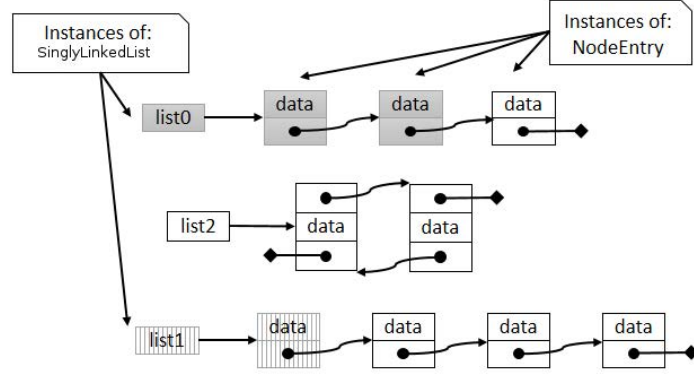 Instances of:
SinglyLinkedList
Instances of:
NodeEntry
list0
data
data
data
list2
data
data
list1
data
data
data
data